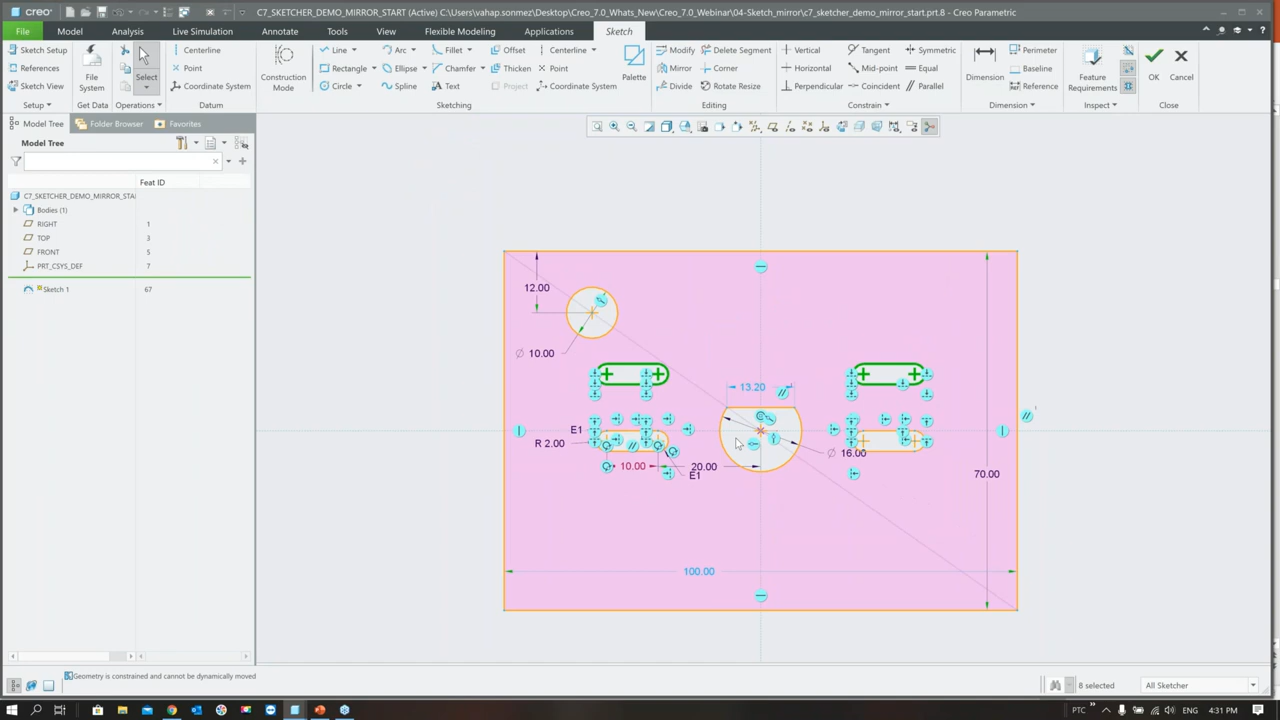 creo
C7_SKETCHER_DEMO_MIRROR_START (Active) C:\Users\vahap.sonmez\Desktop\Creo_7.0_Whats_New\Creo_7.0_Webinar\04-Sketch_mirror\c7_sketcher_demo_mirror_start.prt.8 - Creo Parametric
File Model Analysis Live Simulation Annotate Tools View Flexible Modeling Applications Sketch
Sketch Setup Centerline Line Arc Fillet Offset Centerline Modify Delete Segment Vertical Tangent Symmetric Perimeter
References Point Rectangle Ellipse Chamfer Thicken Point Mirror Corner Horizontal Mid-point Equal Baseline
Sketch View File System Select Coordinate System Construction Mode Circle Spline Text Project Coordinate System Palette Divide Rotate Resize Perpendicular Coincident Parallel Dimension Reference Feature Requirements OK Cancel
Setup Get Data Operations Datum Sketching Editing Constrain Dimension Inspect Close
Model Tree Folder Browser Favorites
Model Tree
Feat ID
C7_SKETCHER_DEMO_MIRROR_STA
Bodies (1)
RIGHT 1
TOP 3
FRONT 5
PRT_CSYS_DEF 7
Sketch 1 67
12.00
10.00
13.20
E1
R 2.00
16.00
10.00
20.00
E1
70.00
100.00
Geometry is constrained and cannot be dynamically moved
8 selected
All Sketcher
PTC
ENG
4:31 PM